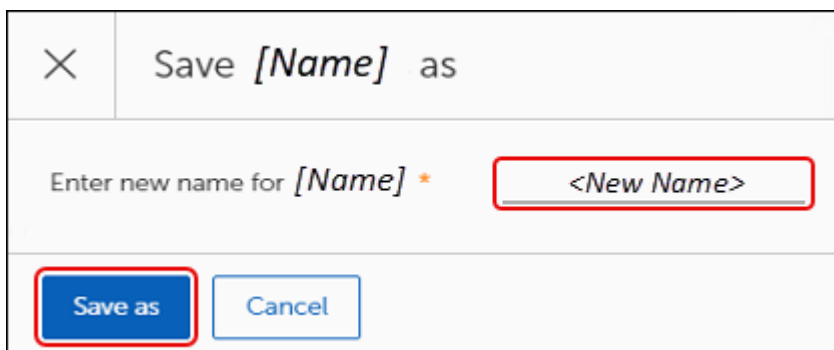 Save [Name] as
Enter new name for [Name] * <New Name>
Save as Cancel